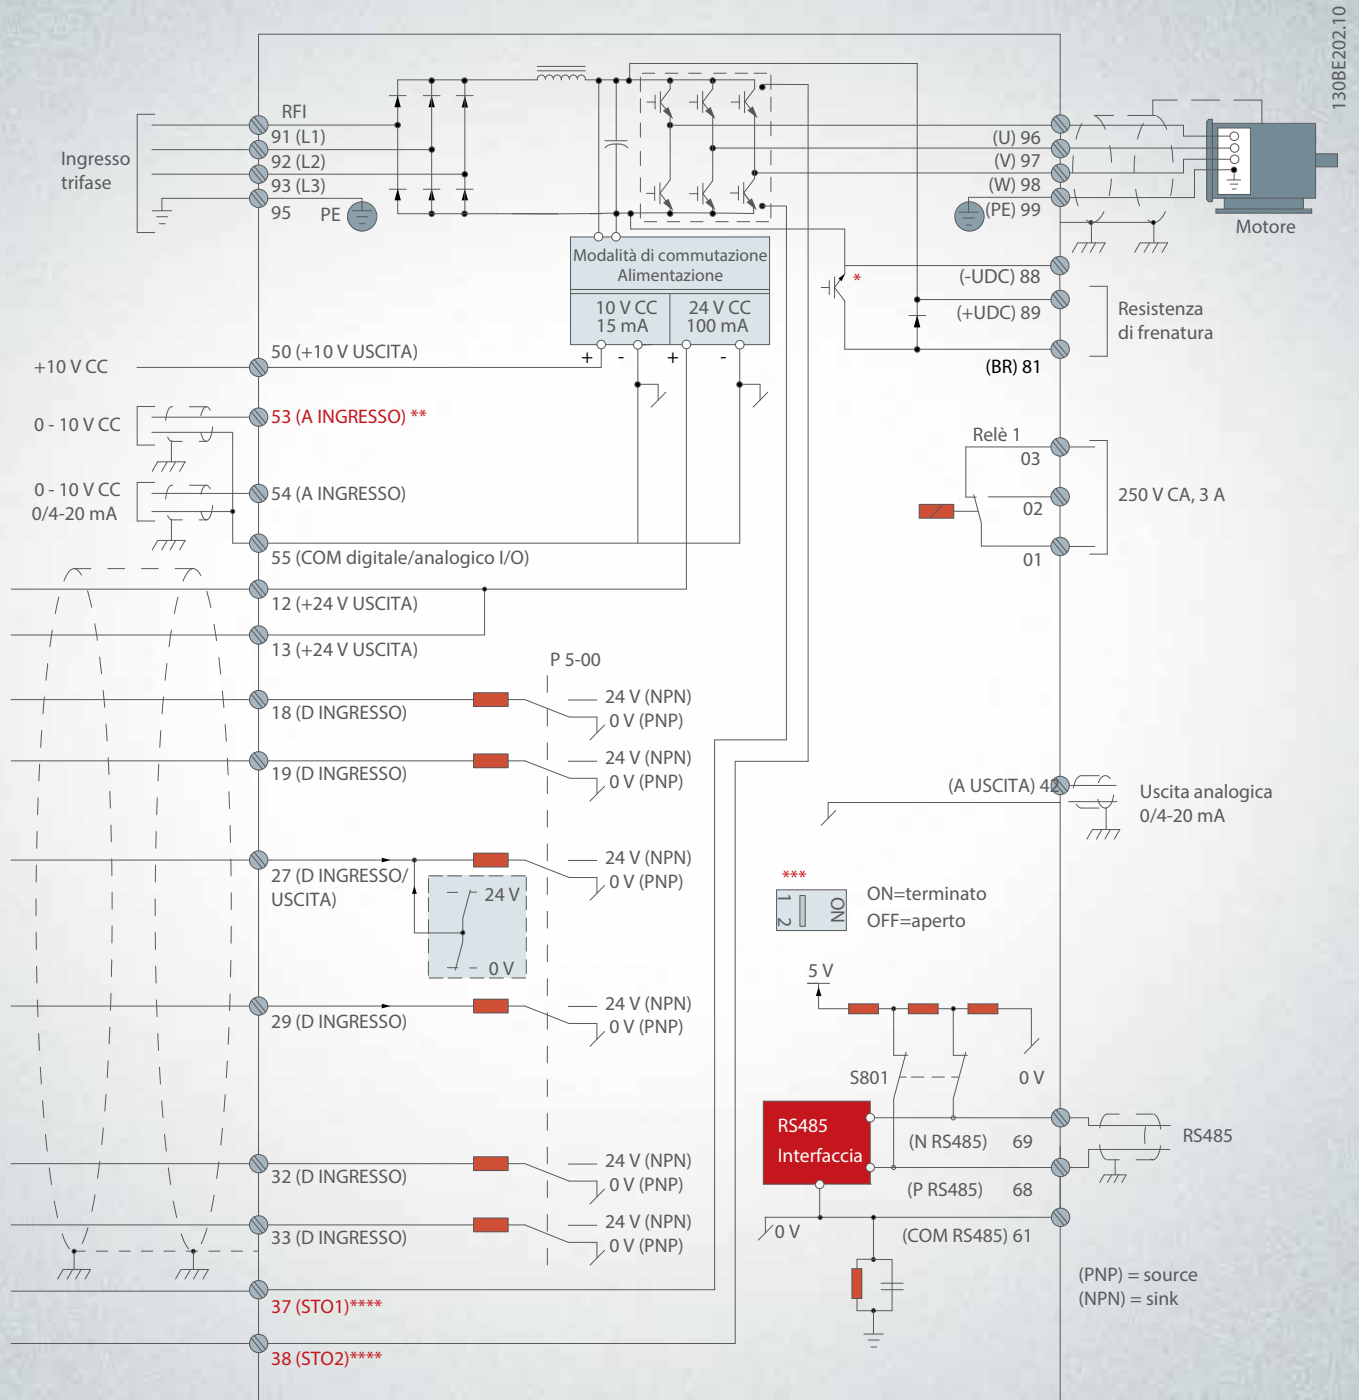 130BE202.10
RFI
91 (L1)
92 (L2)
93 (L3)
95
PE
Ingresso
trifase
(U) 96
(V) 97
(W) 98
(PE) 99
Motore
Modalità di commutazione
Alimentazione
10 V CC
15 mA
24 V CC
100 mA
+ - + -
*
(-UDC) 88
(+UDC) 89
(BR) 81
Resistenza
di frenatura
+10 V CC
50 (+10 V USCITA)
0 - 10 V CC
53 (A INGRESSO) **
0 - 10 V CC
0/4-20 mA
54 (A INGRESSO)
55 (COM digitale/analogico I/O)
12 (+24 V USCITA)
13 (+24 V USCITA)
Relè 1
03
02
01
250 V CA, 3 A
P 5-00
18 (D INGRESSO)
24 V (NPN)
0 V (PNP)
19 (D INGRESSO)
24 V (NPN)
0 V (PNP)
27 (D INGRESSO/
USCITA)
24 V (NPN)
0 V (PNP)
24 V
0 V
29 (D INGRESSO)
24 V (NPN)
0 V (PNP)
32 (D INGRESSO)
24 V (NPN)
0 V (PNP)
33 (D INGRESSO)
24 V (NPN)
0 V (PNP)
37 (STO1)****
38 (STO2)****
(A USCITA) 42
Uscita analogica
0/4-20 mA
***
1 2
ON
ON=terminato
OFF=aperto
5 V
S801
0 V
RS485
Interfaccia
(N RS485) 69
(P RS485) 68
RS485
0 V
(COM RS485) 61
(PNP) = source
(NPN) = sink